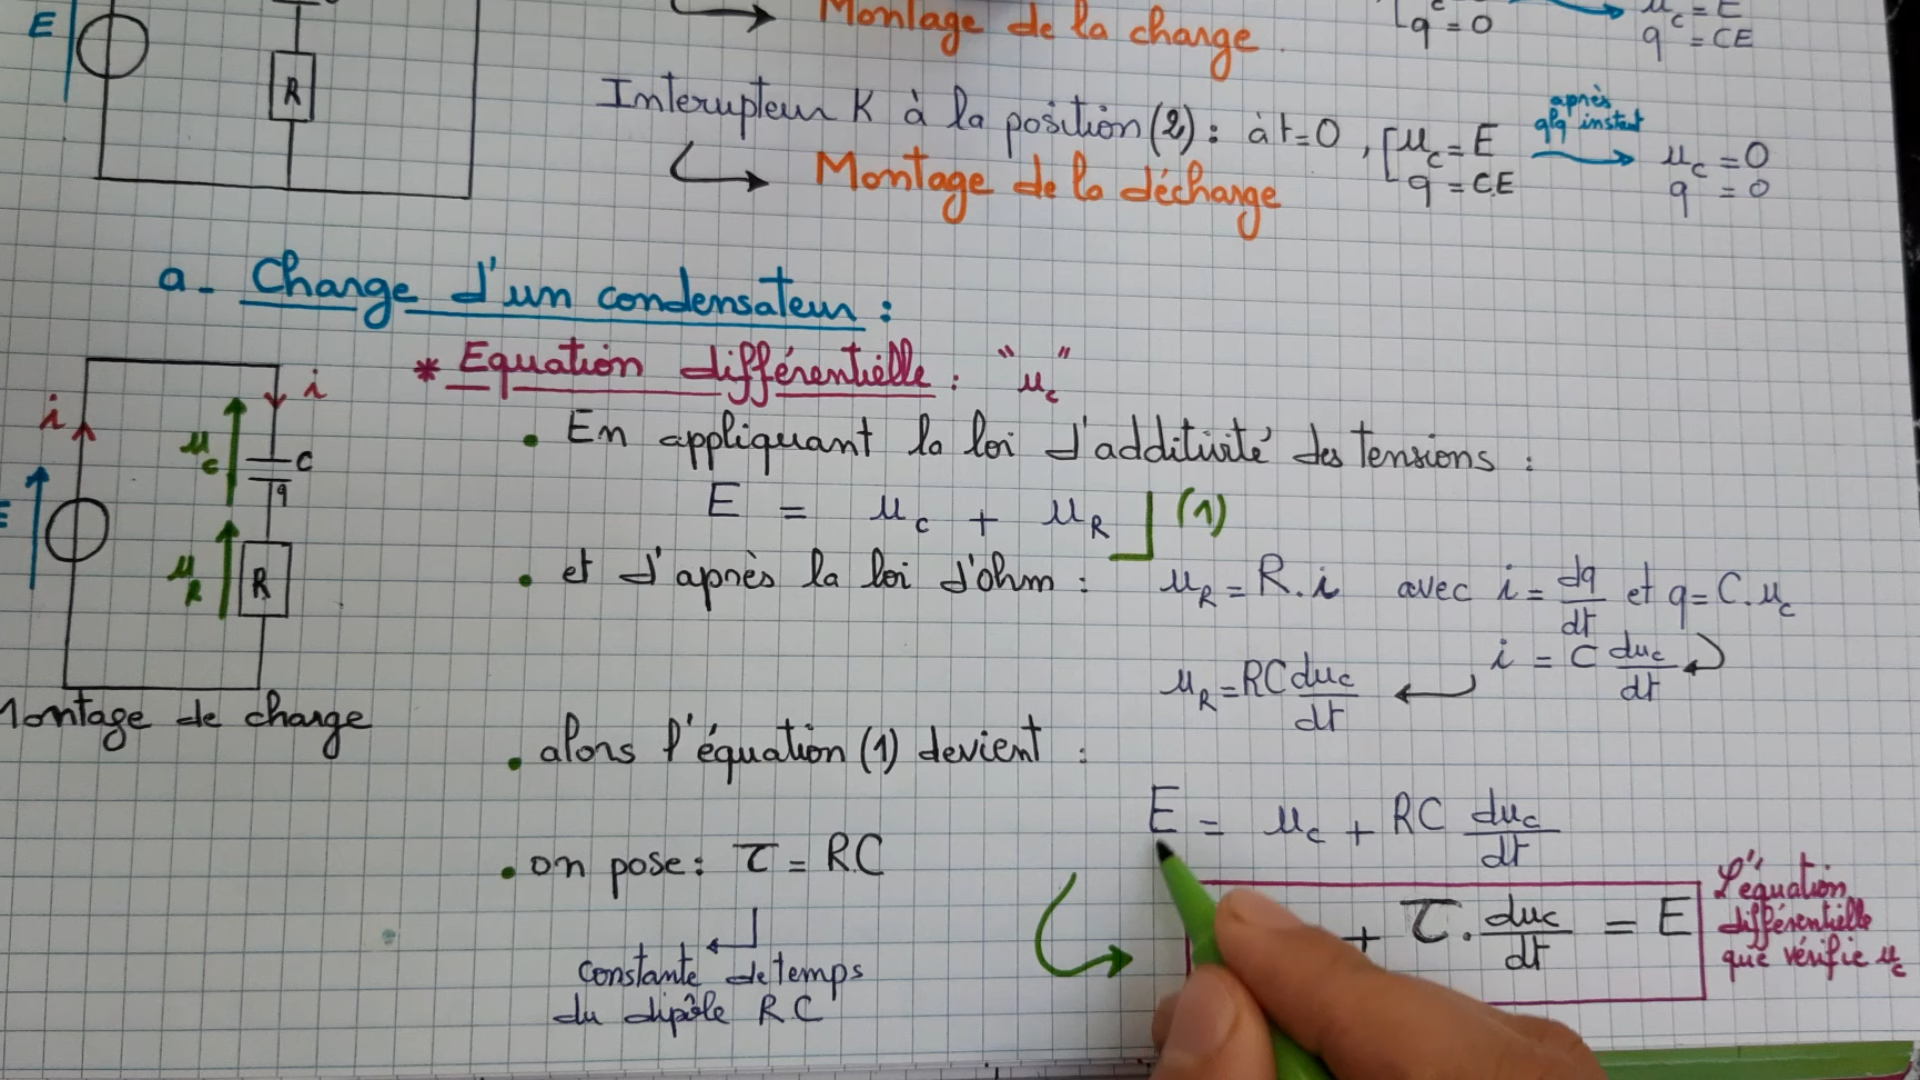 E
R
Montage de la charge
q = 0
u_c = E
q = CE
Interupteur K à la position (2) : à t=0, [u_c = E
q = CE
après
qlq instant
u_c = 0
q = 0
Montage de la décharge
a - Charge d'un condensateur :
* Equation différentielle : "u_c"
i
i
u_c
C
q
u_R
R
Montage de charge
• En appliquant la loi d'additivité des tensions :
E = u_c + u_R ] (1)
• et d'après la loi d'ohm : u_R = R.i avec i = dq/dt et q = C.u_c
i = C du_c/dt
u_R = RC du_c/dt
• alors l'équation (1) devient :
E = u_c + RC du_c/dt
• on pose : τ = RC
constante de temps
du dipôle RC
+ τ . du_c/dt = E
L'équation
différentielle
que vérifie u_c